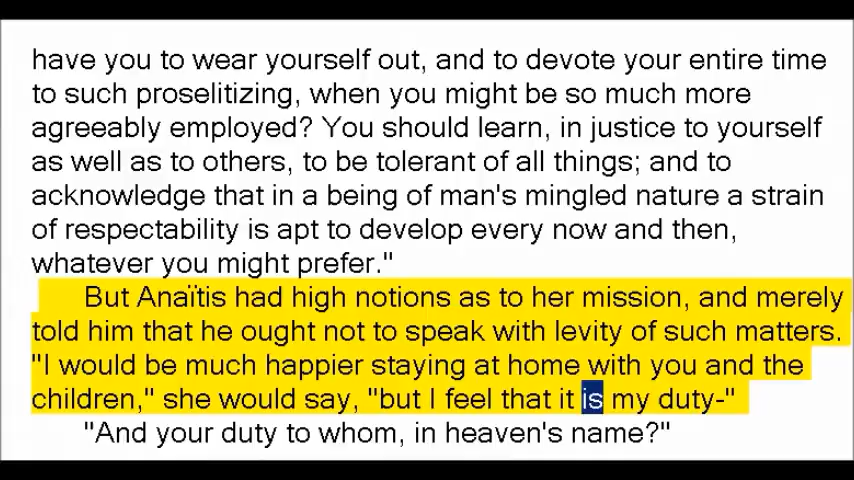 have you to wear yourself out, and to devote your entire time
to such proselitizing, when you might be so much more
agreeably employed? You should learn, in justice to yourself
as well as to others, to be tolerant of all things; and to
acknowledge that in a being of man's mingled nature a strain
of respectability is apt to develop every now and then,
whatever you might prefer."
But Anaïtis had high notions as to her mission, and merely
told him that he ought not to speak with levity of such matters.
"I would be much happier staying at home with you and the
children," she would say, "but I feel that it is my duty-"
"And your duty to whom, in heaven's name?"